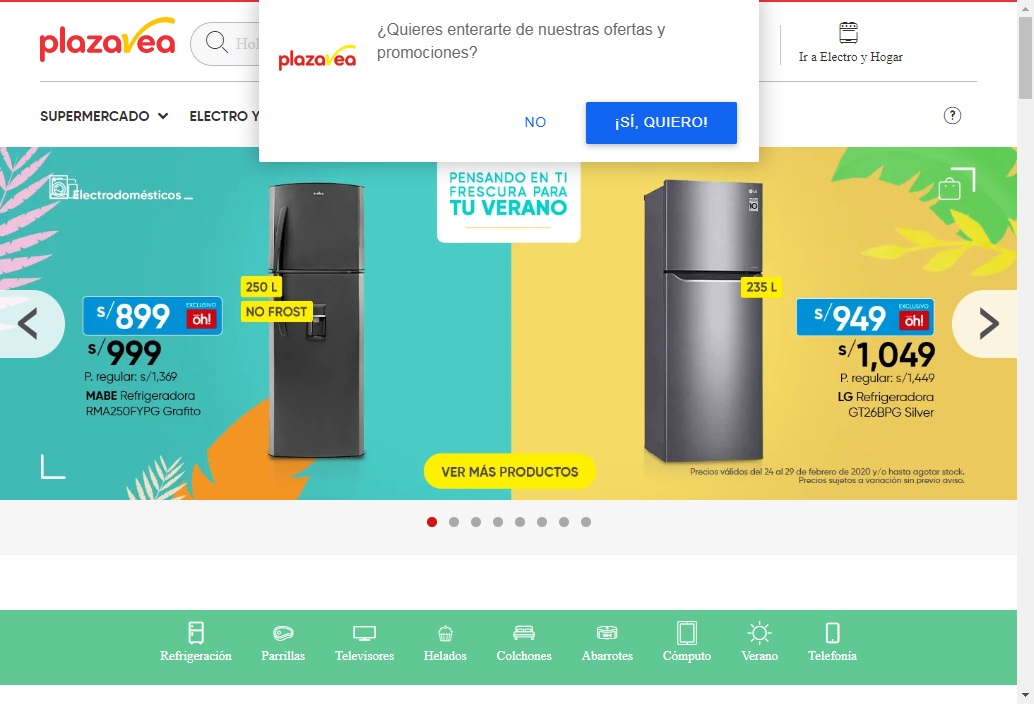 plazavea
Hol
¿Quieres enterarte de nuestras ofertas y
promociones?
plazavea
NO
¡SÍ, QUIERO!
Ir a Electro y Hogar
SUPERMERCADO
ELECTRO Y
?
Electrodomésticos
PENSANDO EN TI
FRESCURA PARA
TU VERANO
250 L
NO FROST
S/899
EXCLUSIVO
oh!
S/999
P. regular: s/1,369
MABE Refrigeradora
RMA250FYPG Grafito
mabe
LG
10
235 L
S/949
EXCLUSIVO
oh!
S/1,049
P. regular: s/1,449
LG Refrigeradora
GT26BPG Silver
VER MÁS PRODUCTOS
Precios válidos del 24 al 29 de febrero de 2020 y/o hasta agotar stock.
Precios sujetos a variación sin previo aviso.
Refrigeración
Parrillas
Televisores
Helados
Colchones
Abarrotes
Cómputo
Verano
Telefonía